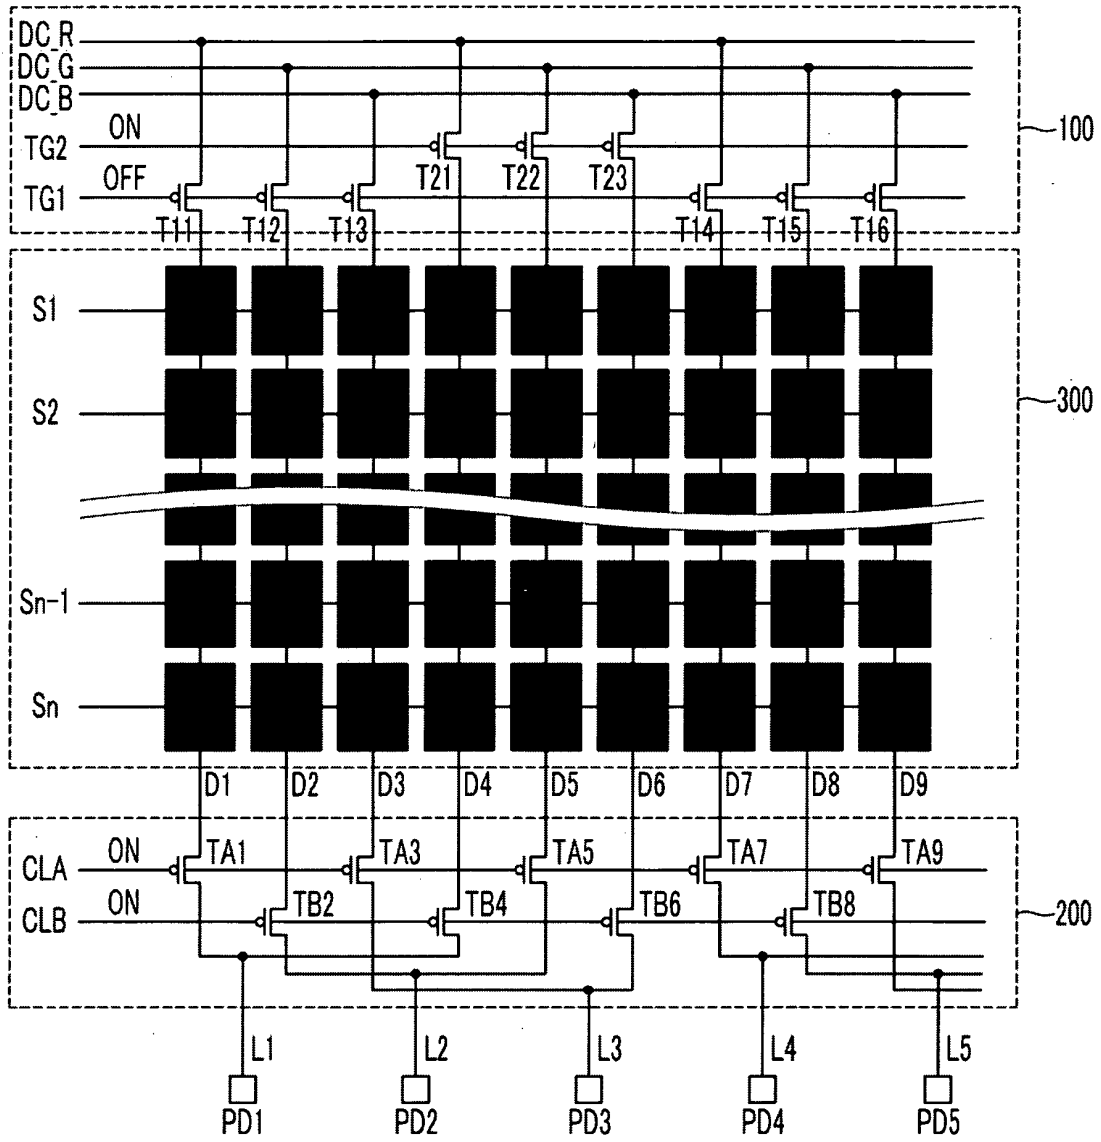 DC_R
DC_G
DC_B
100
TG2 ON
T21 T22 T23
TG1 OFF
T11 T12 T13 T14 T15 T16
S1
S2
300
Sn-1
Sn
D1 D2 D3 D4 D5 D6 D7 D8 D9
CLA ON TA1 TA3 TA5 TA7 TA9
CLB ON TB2 TB4 TB6 TB8
200
L1 L2 L3 L4 L5
PD1 PD2 PD3 PD4 PD5